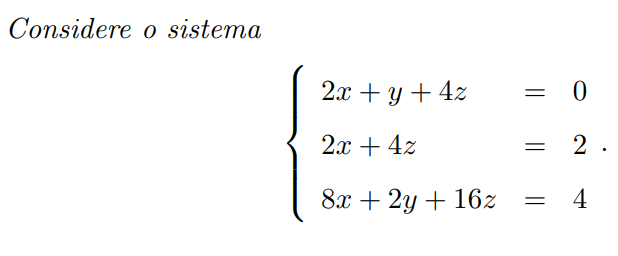 Considere o sistema
2x + y + 4z = 0
2x + 4z = 2 .
8x + 2y + 16z = 4